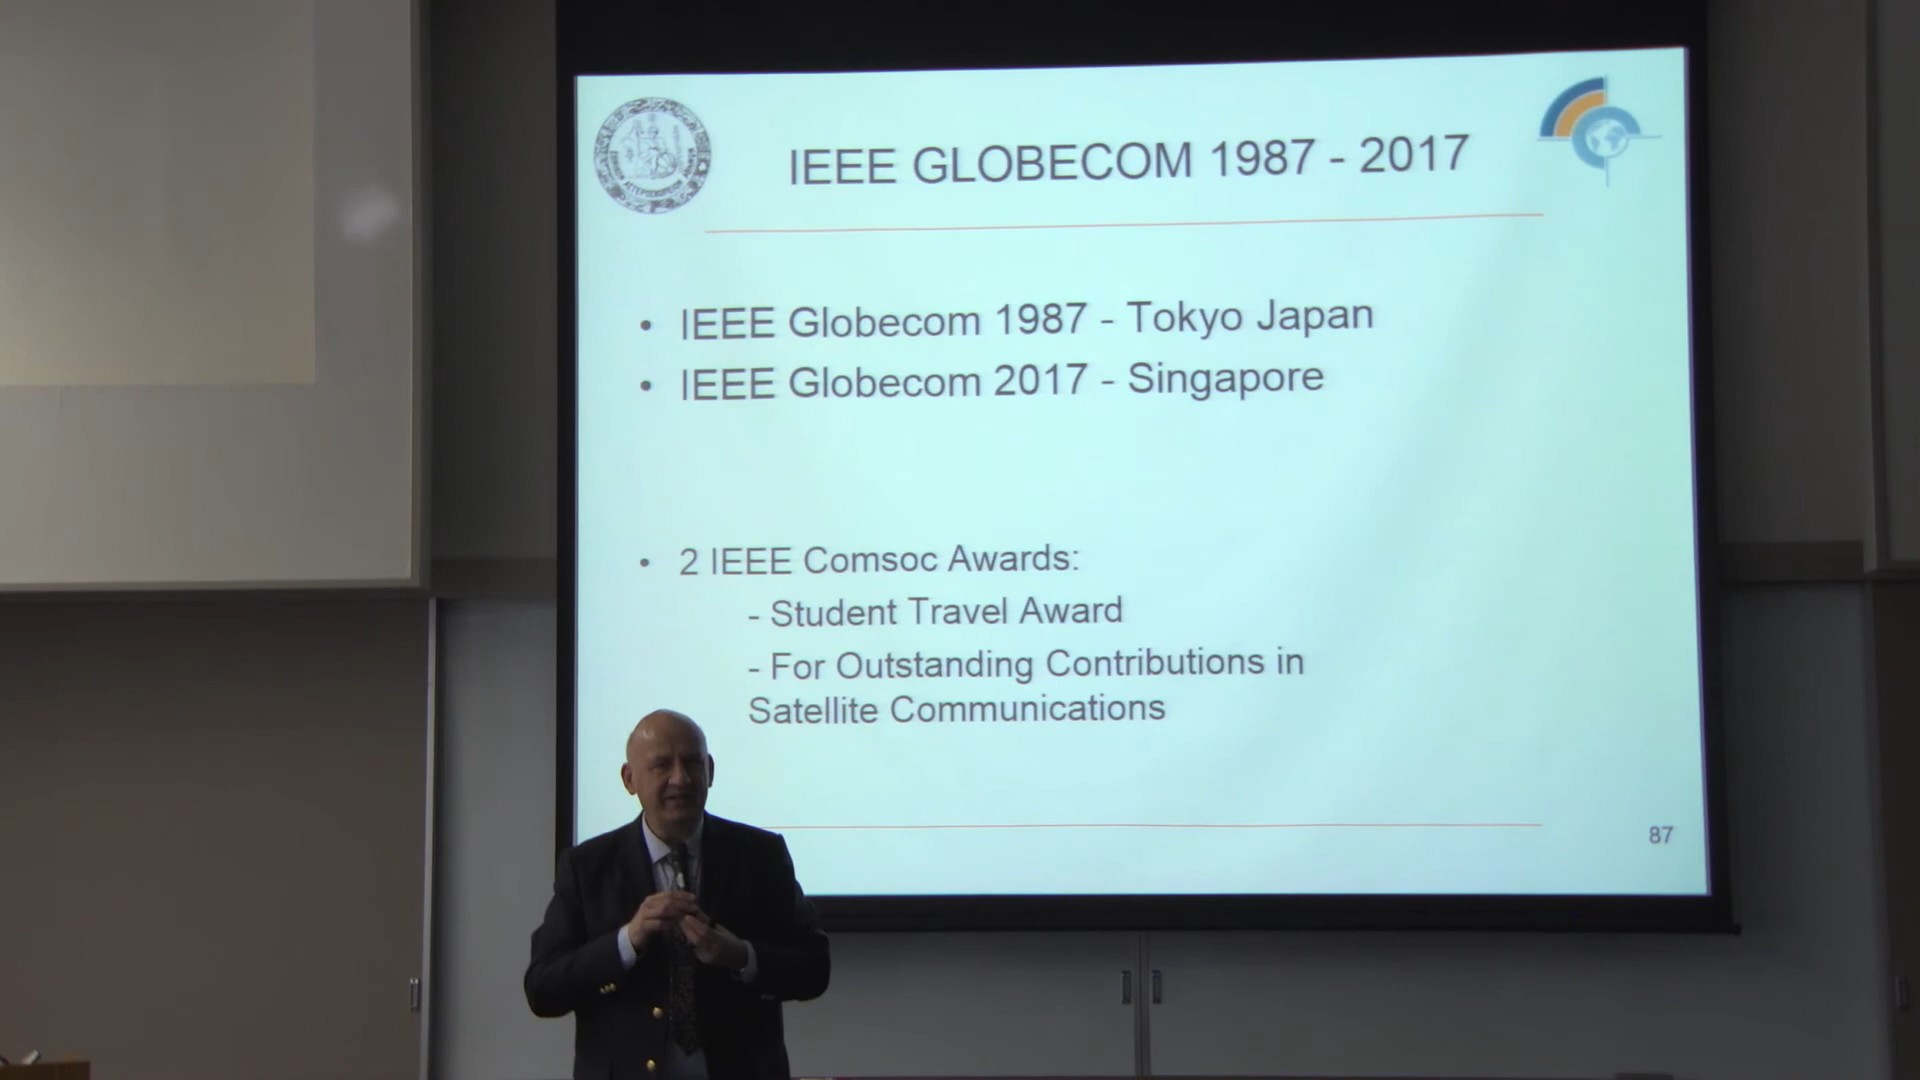 IEEE GLOBECOM 1987 - 2017
• IEEE Globecom 1987 - Tokyo Japan
• IEEE Globecom 2017 - Singapore
• 2 IEEE Comsoc Awards:
- Student Travel Award
- For Outstanding Contributions in
Satellite Communications
87